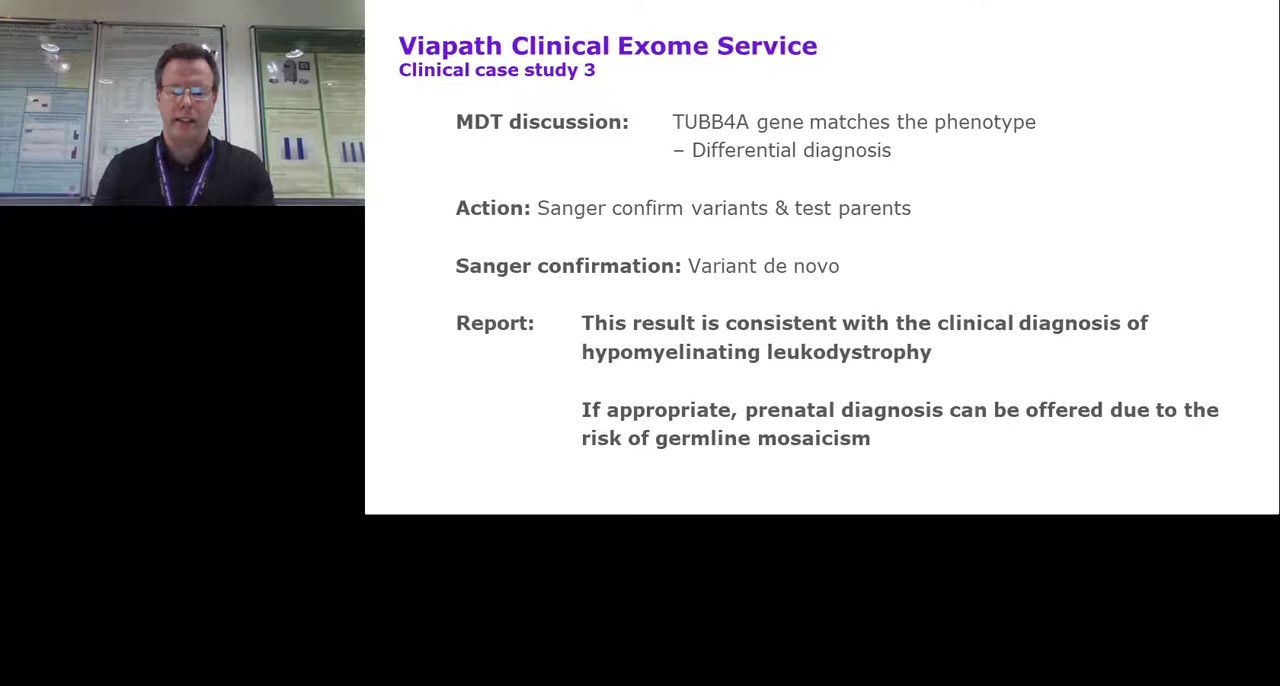 Viapath Clinical Exome Service
Clinical case study 3
MDT discussion: TUBB4A gene matches the phenotype
– Differential diagnosis
Action: Sanger confirm variants & test parents
Sanger confirmation: Variant de novo
Report: This result is consistent with the clinical diagnosis of
hypomyelinating leukodystrophy
If appropriate, prenatal diagnosis can be offered due to the
risk of germline mosaicism